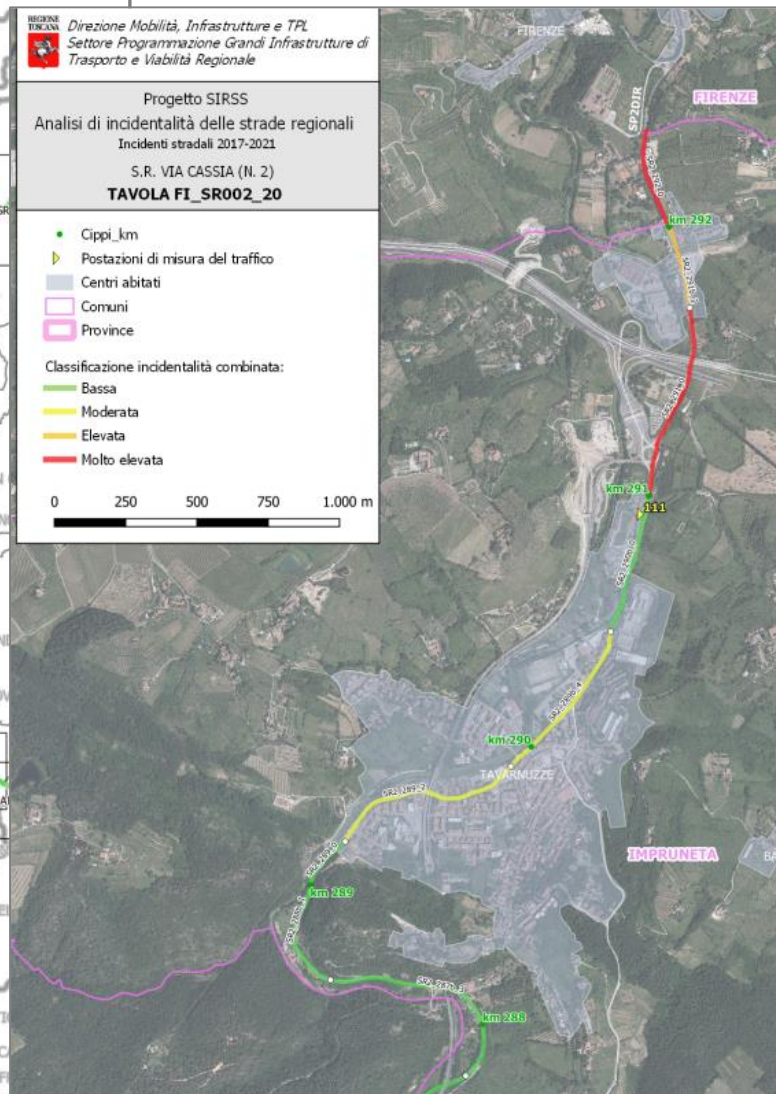 REGIONE
TOSCANA
Direzione Mobilità, Infrastrutture e TPL
Settore Programmazione Grandi Infrastrutture di
Trasporto e Viabilità Regionale
Progetto SIRSS
Analisi di incidentalità delle strade regionali
Incidenti stradali 2017-2021
S.R. VIA CASSIA (N. 2)
TAVOLA FI_SR002_20
Cippi_km
Postazioni di misura del traffico
Centri abitati
Comuni
Province
Classificazione incidentalità combinata:
Bassa
Moderata
Elevata
Molto elevata
0 250 500 750 1.000 m
FIRENZE
FIRENZE
SP2DIR
km 292
km 291
111
km 290
TAVARNUZZE
IMPRUNETA
km 289
km 288